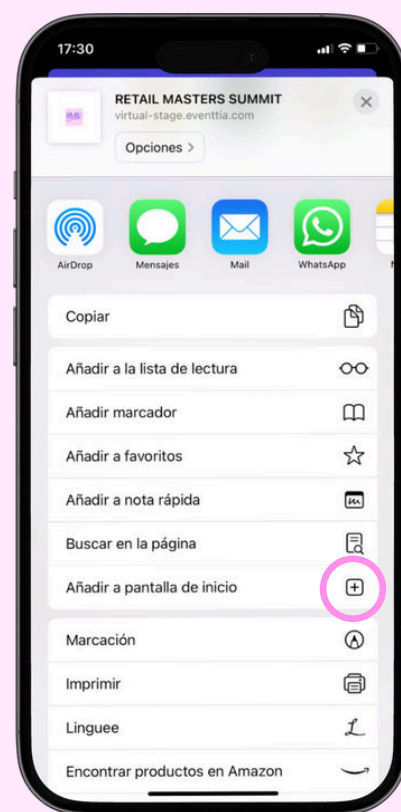 17:30
RETAIL MASTERS SUMMIT
virtual-stage.eventtia.com
Opciones >
AirDrop
Mensajes
Mail
WhatsApp
Copiar
Añadir a la lista de lectura
Añadir marcador
Añadir a favoritos
Añadir a nota rápida
Buscar en la página
Añadir a pantalla de inicio
Marcación
Imprimir
Linguee
Encontrar productos en Amazon